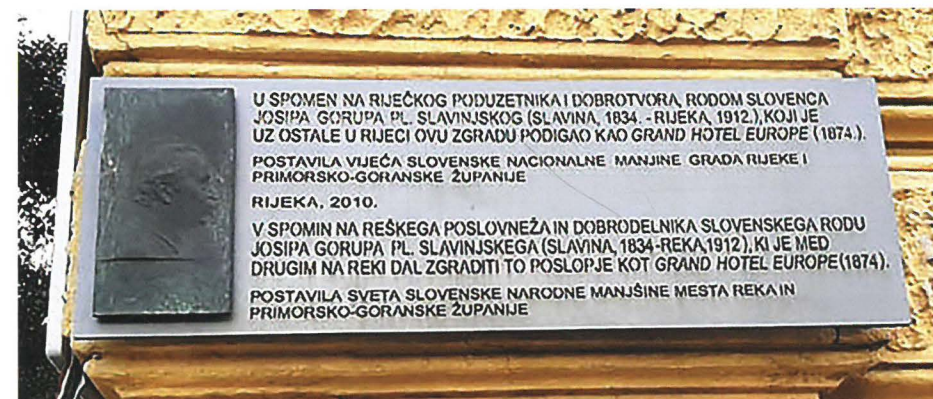 U SPOMEN NA RIJEČKOG PODUZETNIKA I DOBROTVORA, RODOM SLOVENCA
JOSIPA GORUPA PL. SLAVINJSKOG (SLAVINA, 1834. - RIJEKA, 1912.), KOJI JE
UZ OSTALE U RIJECI OVU ZGRADU PODIGAO KAO GRAND HOTEL EUROPE (1874.).
POSTAVILA VIJEĆA SLOVENSKE NACIONALNE MANJINE GRADA RIJEKE I
PRIMORSKO-GORANSKE ŽUPANIJE
RIJEKA, 2010.
V SPOMIN NA REŠKEGA POSLOVNEŽA IN DOBRODELNIKA SLOVENSKEGA RODU
JOSIPA GORUPA PL. SLAVINJSKEGA (SLAVINA, 1834-REKA,1912), KI JE MED
DRUGIM NA REKI DAL ZGRADITI TO POSLOPJE KOT GRAND HOTEL EUROPE(1874).
POSTAVILA SVETA SLOVENSKE NARODNE MANJŠINE MESTA REKA IN
PRIMORSKO-GORANSKE ŽUPANIJE